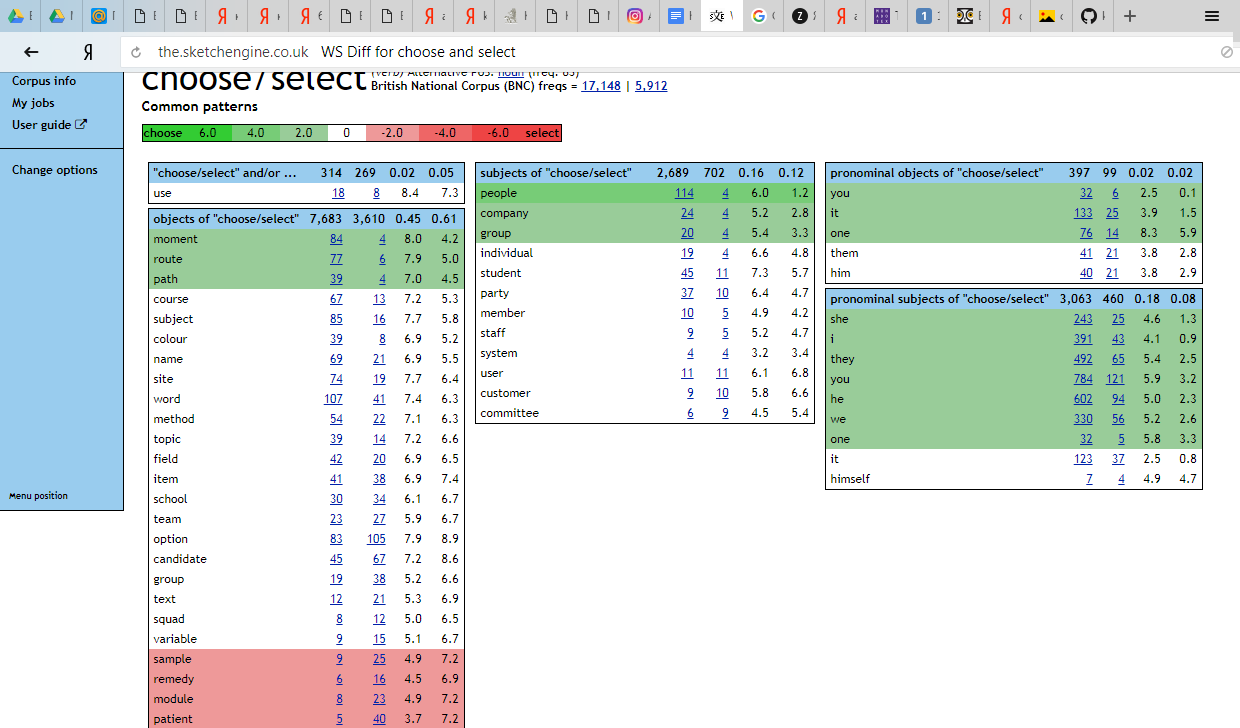 the.sketchengine.co.uk WS Diff for choose and select
Corpus info
My jobs
User guide
Change options
Menu position
choose/select (verb) Alternative PoS: noun (freq: 63)
British National Corpus (BNC) freqs = 17,148 | 5,912
Common patterns
choose 6.0 4.0 2.0 0 -2.0 -4.0 -6.0 select
"choose/select" and/or ... 314 269 0.02 0.05
use 18 8 8.4 7.3
objects of "choose/select" 7,683 3,610 0.45 0.61
moment 84 4 8.0 4.2
route 77 6 7.9 5.0
path 39 4 7.0 4.5
course 67 13 7.2 5.3
subject 85 16 7.7 5.8
colour 39 8 6.9 5.2
name 69 21 6.9 5.5
site 74 19 7.7 6.4
word 107 41 7.4 6.3
method 54 22 7.1 6.3
topic 39 14 7.2 6.6
field 42 20 6.9 6.5
item 41 38 6.9 7.4
school 30 34 6.1 6.7
team 23 27 5.9 6.7
option 83 105 7.9 8.9
candidate 45 67 7.2 8.6
group 19 38 5.2 6.6
text 12 21 5.3 6.9
squad 8 12 5.0 6.5
variable 9 15 5.1 6.7
sample 9 25 4.9 7.2
remedy 6 16 4.5 6.9
module 8 23 4.9 7.2
patient 5 40 3.7 7.2
subjects of "choose/select" 2,689 702 0.16 0.12
people 114 4 6.0 1.2
company 24 4 5.2 2.8
group 20 4 5.4 3.3
individual 19 4 6.6 4.8
student 45 11 7.3 5.7
party 37 10 6.4 4.7
member 10 5 4.9 4.2
staff 9 5 5.2 4.7
system 4 4 3.2 3.4
user 11 11 6.1 6.8
customer 9 10 5.8 6.6
committee 6 9 4.5 5.4
pronominal objects of "choose/select" 397 99 0.02 0.02
you 32 6 2.5 0.1
it 133 25 3.9 1.5
one 76 14 8.3 5.9
them 41 21 3.8 2.8
him 40 21 3.8 2.9
pronominal subjects of "choose/select" 3,063 460 0.18 0.08
she 243 25 4.6 1.3
i 391 43 4.1 0.9
they 492 65 5.4 2.5
you 784 121 5.9 3.2
he 602 94 5.0 2.3
we 330 56 5.2 2.6
one 32 5 5.8 3.3
it 123 37 2.5 0.8
himself 7 4 4.9 4.7